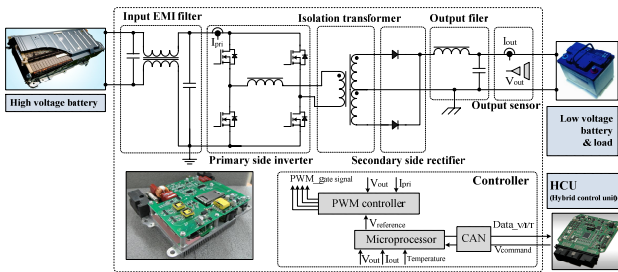 Input EMI filter
Isolation transformer
Output filer
Ipri
Iout
Vout
Output sensor
High voltage battery
Low voltage
battery
& load
Primary side inverter
Secondary side rectifier
PWM_gate signal
Vout
Ipri
Controller
PWM controller
Vreference
Microprocessor
CAN
Data_V/I/T
Vcommand
Vout
Iout
Temperature
HCU
(Hybrid control unit)